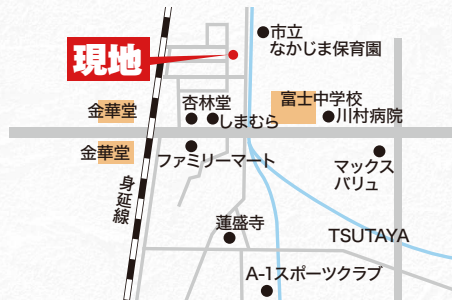 市立
なかじま保育園
現地
富士中学校
杏林堂
金華堂
しまむら
川村病院
金華堂
ファミリーマート
マックス
バリュ
身延線
蓮盛寺
TSUTAYA
A-1スポーツクラブ